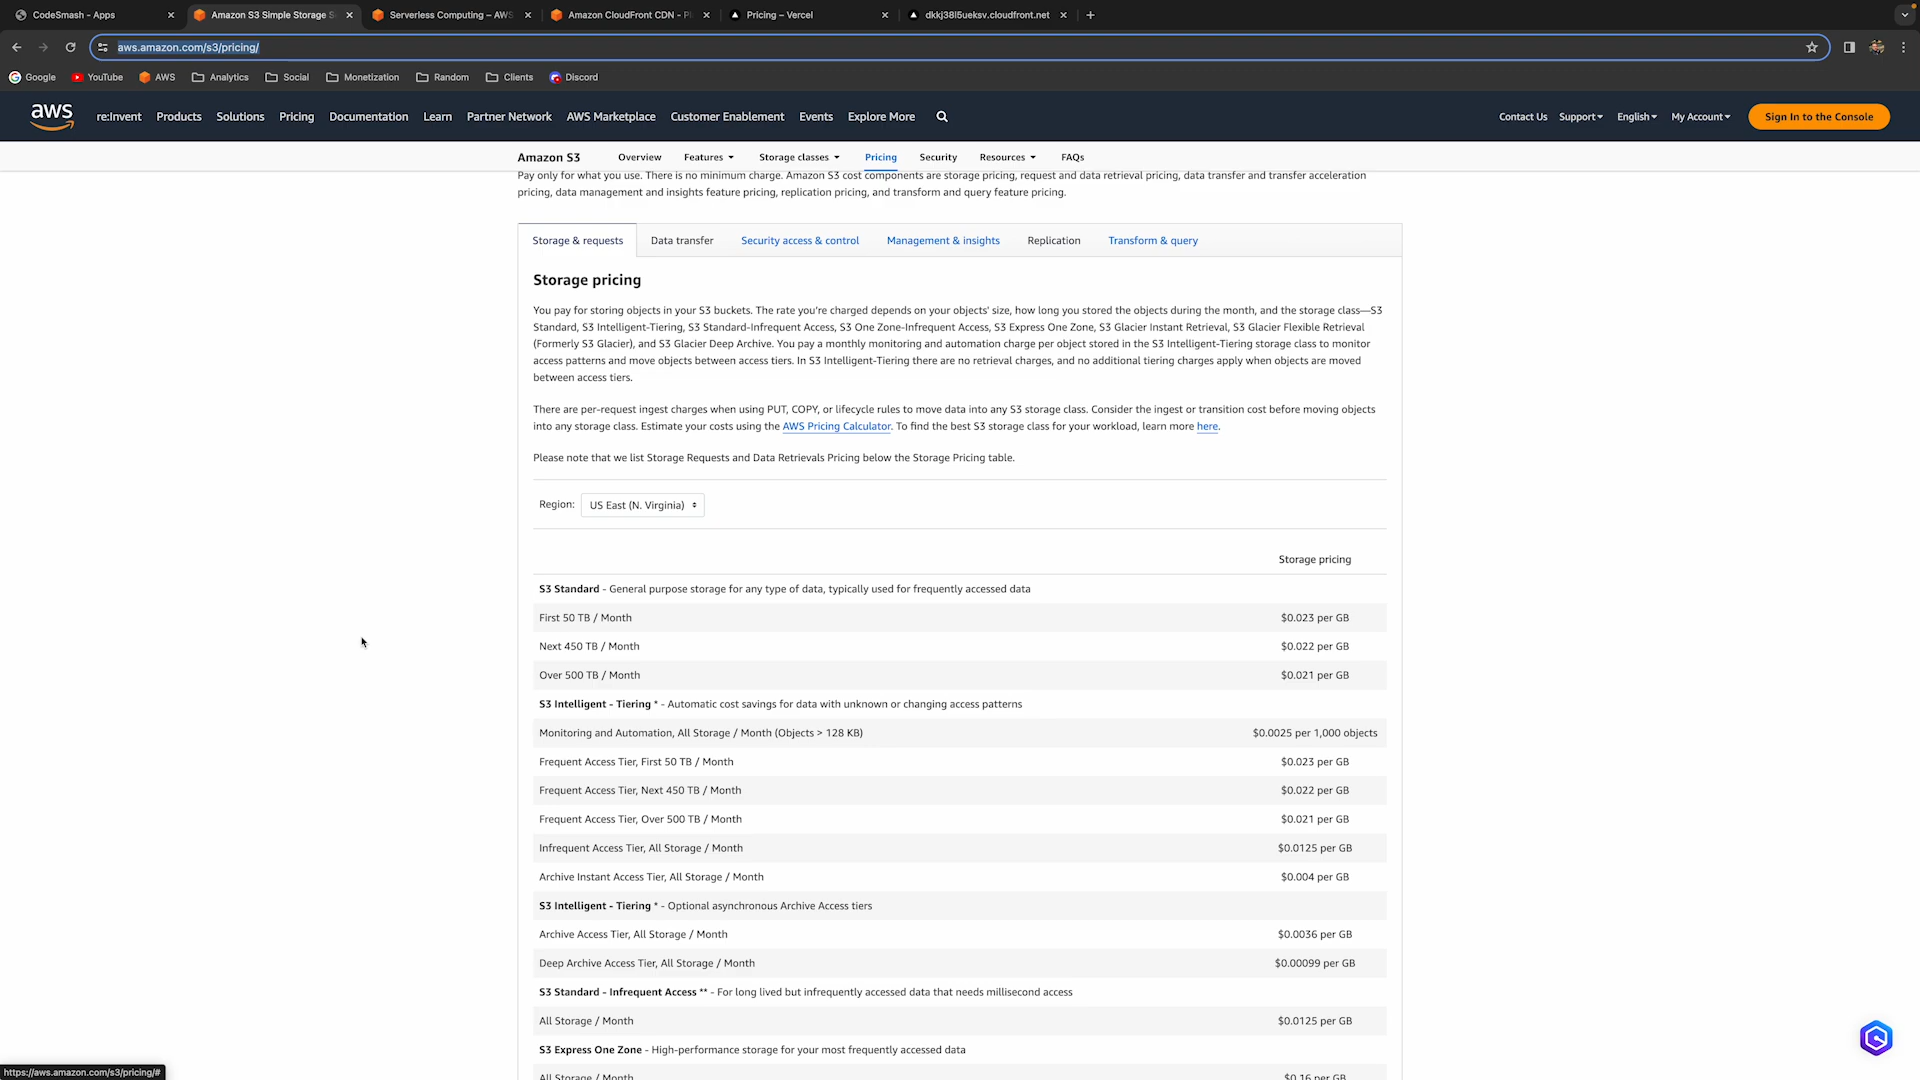 CodeSmash - Apps
Amazon S3 Simple Storage S
Serverless Computing – AWS
Amazon CloudFront CDN - Pl
Pricing – Vercel
dkkj38l5ueksv.cloudfront.net
aws.amazon.com/s3/pricing/
Google
YouTube
AWS
Analytics
Social
Monetization
Random
Clients
Discord
aws
re:Invent
Products
Solutions
Pricing
Documentation
Learn
Partner Network
AWS Marketplace
Customer Enablement
Events
Explore More
Contact Us
Support
English
My Account
Sign In to the Console
Amazon S3
Overview
Features
Storage classes
Pricing
Security
Resources
FAQs
Pay only for what you use. There is no minimum charge. Amazon S3 cost components are storage pricing, request and data retrieval pricing, data transfer and transfer acceleration
pricing, data management and insights feature pricing, replication pricing, and transform and query feature pricing.
Storage & requests
Data transfer
Security access & control
Management & insights
Replication
Transform & query
Storage pricing
You pay for storing objects in your S3 buckets. The rate you're charged depends on your objects' size, how long you stored the objects during the month, and the storage class—S3
Standard, S3 Intelligent-Tiering, S3 Standard-Infrequent Access, S3 One Zone-Infrequent Access, S3 Express One Zone, S3 Glacier Instant Retrieval, S3 Glacier Flexible Retrieval
(Formerly S3 Glacier), and S3 Glacier Deep Archive. You pay a monthly monitoring and automation charge per object stored in the S3 Intelligent-Tiering storage class to monitor
access patterns and move objects between access tiers. In S3 Intelligent-Tiering there are no retrieval charges, and no additional tiering charges apply when objects are moved
between access tiers.
There are per-request ingest charges when using PUT, COPY, or lifecycle rules to move data into any S3 storage class. Consider the ingest or transition cost before moving objects
into any storage class. Estimate your costs using the AWS Pricing Calculator. To find the best S3 storage class for your workload, learn more here.
Please note that we list Storage Requests and Data Retrievals Pricing below the Storage Pricing table.
Region: US East (N. Virginia)
Storage pricing
S3 Standard - General purpose storage for any type of data, typically used for frequently accessed data
First 50 TB / Month $0.023 per GB
Next 450 TB / Month $0.022 per GB
Over 500 TB / Month $0.021 per GB
S3 Intelligent - Tiering * - Automatic cost savings for data with unknown or changing access patterns
Monitoring and Automation, All Storage / Month (Objects > 128 KB) $0.0025 per 1,000 objects
Frequent Access Tier, First 50 TB / Month $0.023 per GB
Frequent Access Tier, Next 450 TB / Month $0.022 per GB
Frequent Access Tier, Over 500 TB / Month $0.021 per GB
Infrequent Access Tier, All Storage / Month $0.0125 per GB
Archive Instant Access Tier, All Storage / Month $0.004 per GB
S3 Intelligent - Tiering * - Optional asynchronous Archive Access tiers
Archive Access Tier, All Storage / Month $0.0036 per GB
Deep Archive Access Tier, All Storage / Month $0.00099 per GB
S3 Standard - Infrequent Access ** - For long lived but infrequently accessed data that needs millisecond access
All Storage / Month $0.0125 per GB
S3 Express One Zone - High-performance storage for your most frequently accessed data
All Storage / Month $0.16 per GB
https://aws.amazon.com/s3/pricing/#